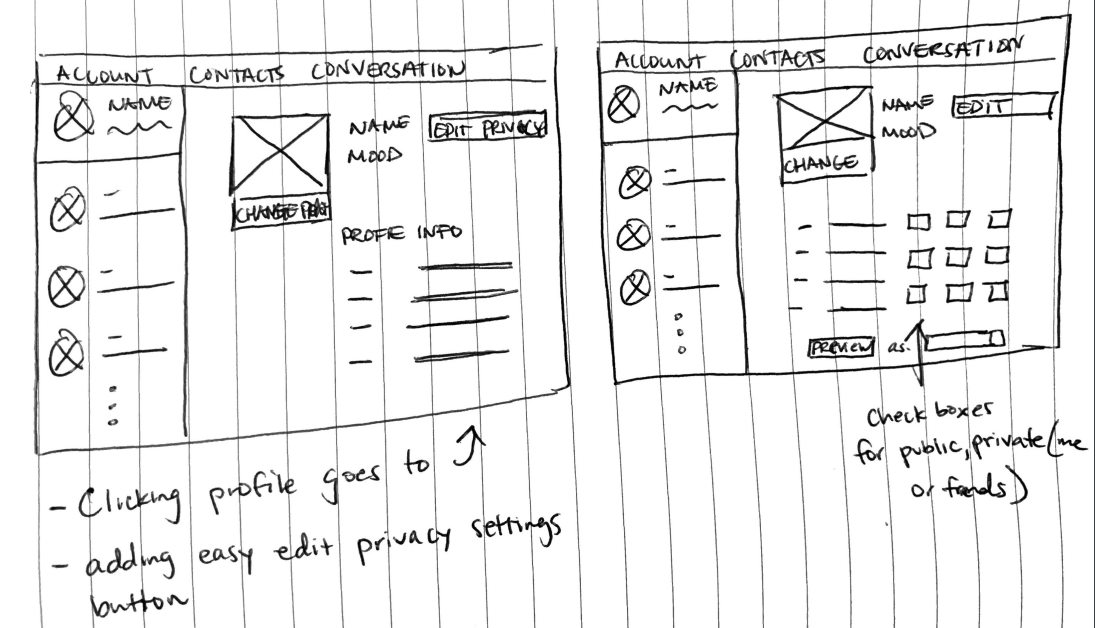 ACCOUNT CONTACTS CONVERSATION
NAME
NAME
MOOD
EDIT PRIVACY
CHANGE
PROFIE INFO
- Clicking profile goes to
- adding easy edit privacy settings
button
ACCOUNT CONTACTS CONVERSATION
NAME
NAME
MOOD
EDIT
CHANGE
PREVIEW as:
Check boxes
for public, private (me
or friends)